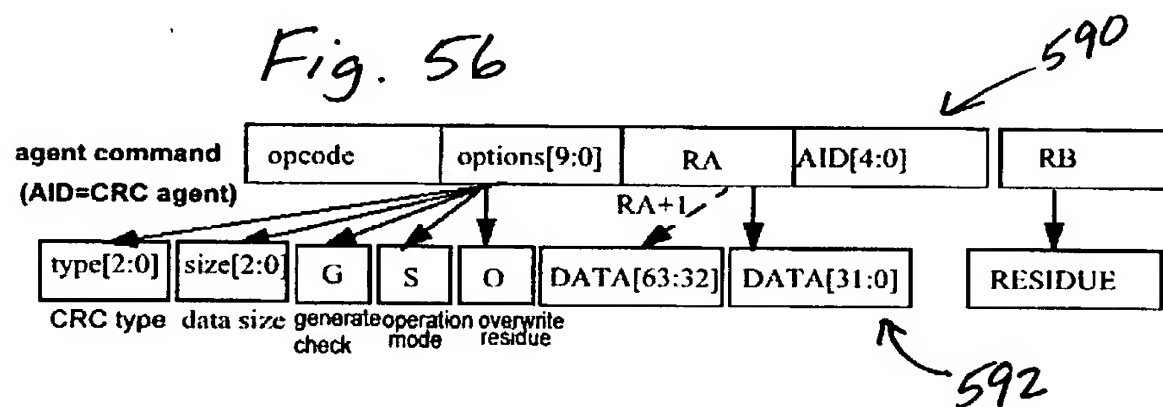 Fig. 56
590
agent command
(AID=CRC agent)
opcode
options[9:0]
RA
AID[4:0]
RB
RA+1
type[2:0]
size[2:0]
G
S
O
DATA[63:32]
DATA[31:0]
RESIDUE
CRC type
data size
generate
check
operation
mode
overwrite
residue
592